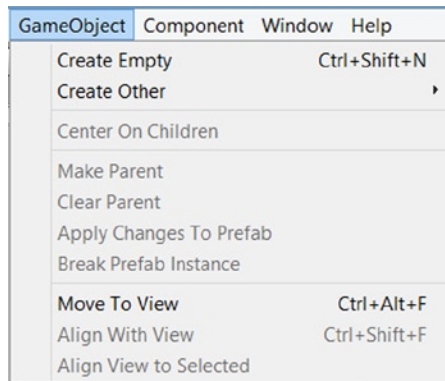 GameObject Component Window Help
Create Empty Ctrl+Shift+N
Create Other
Center On Children
Make Parent
Clear Parent
Apply Changes To Prefab
Break Prefab Instance
Move To View Ctrl+Alt+F
Align With View Ctrl+Shift+F
Align View to Selected